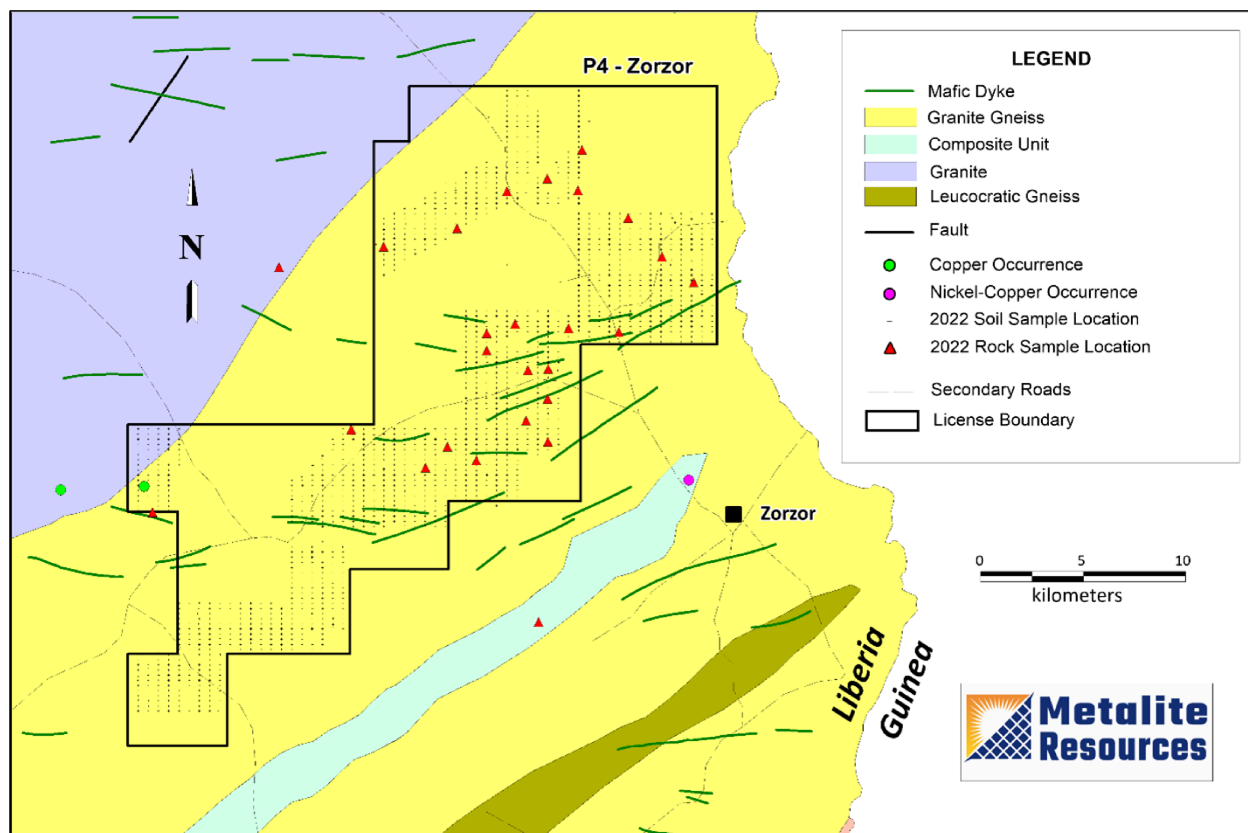 P4 - Zorzor
N
Zorzor
Liberia
Guinea
LEGEND
Mafic Dyke
Granite Gneiss
Composite Unit
Granite
Leucocratic Gneiss
Fault
Copper Occurrence
Nickel-Copper Occurrence
2022 Soil Sample Location
2022 Rock Sample Location
Secondary Roads
License Boundary
0 5 10
kilometers
Metalite
Resources